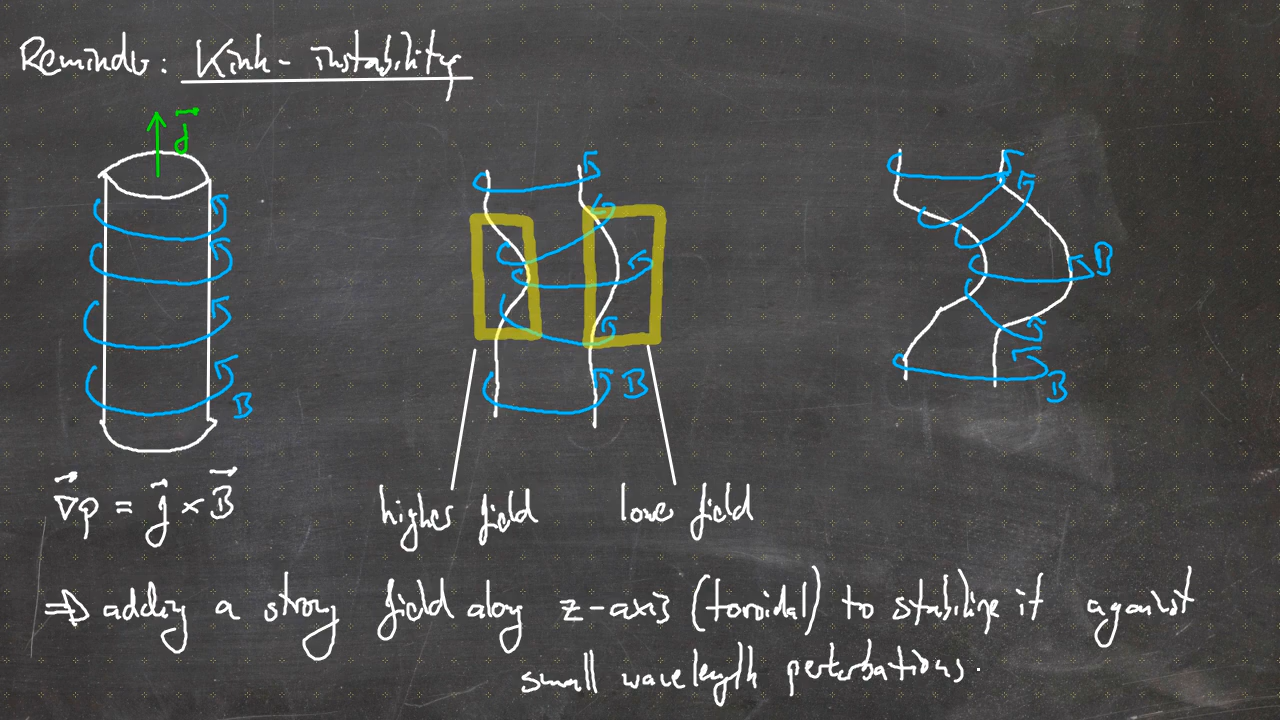 Reminder: Kink-instability
j
B
B
B
B
∇p = j × B
higher field
lower field
⇒ adding a strong field along z-axis (toroidal) to stabilize it against
small wavelength perturbations.